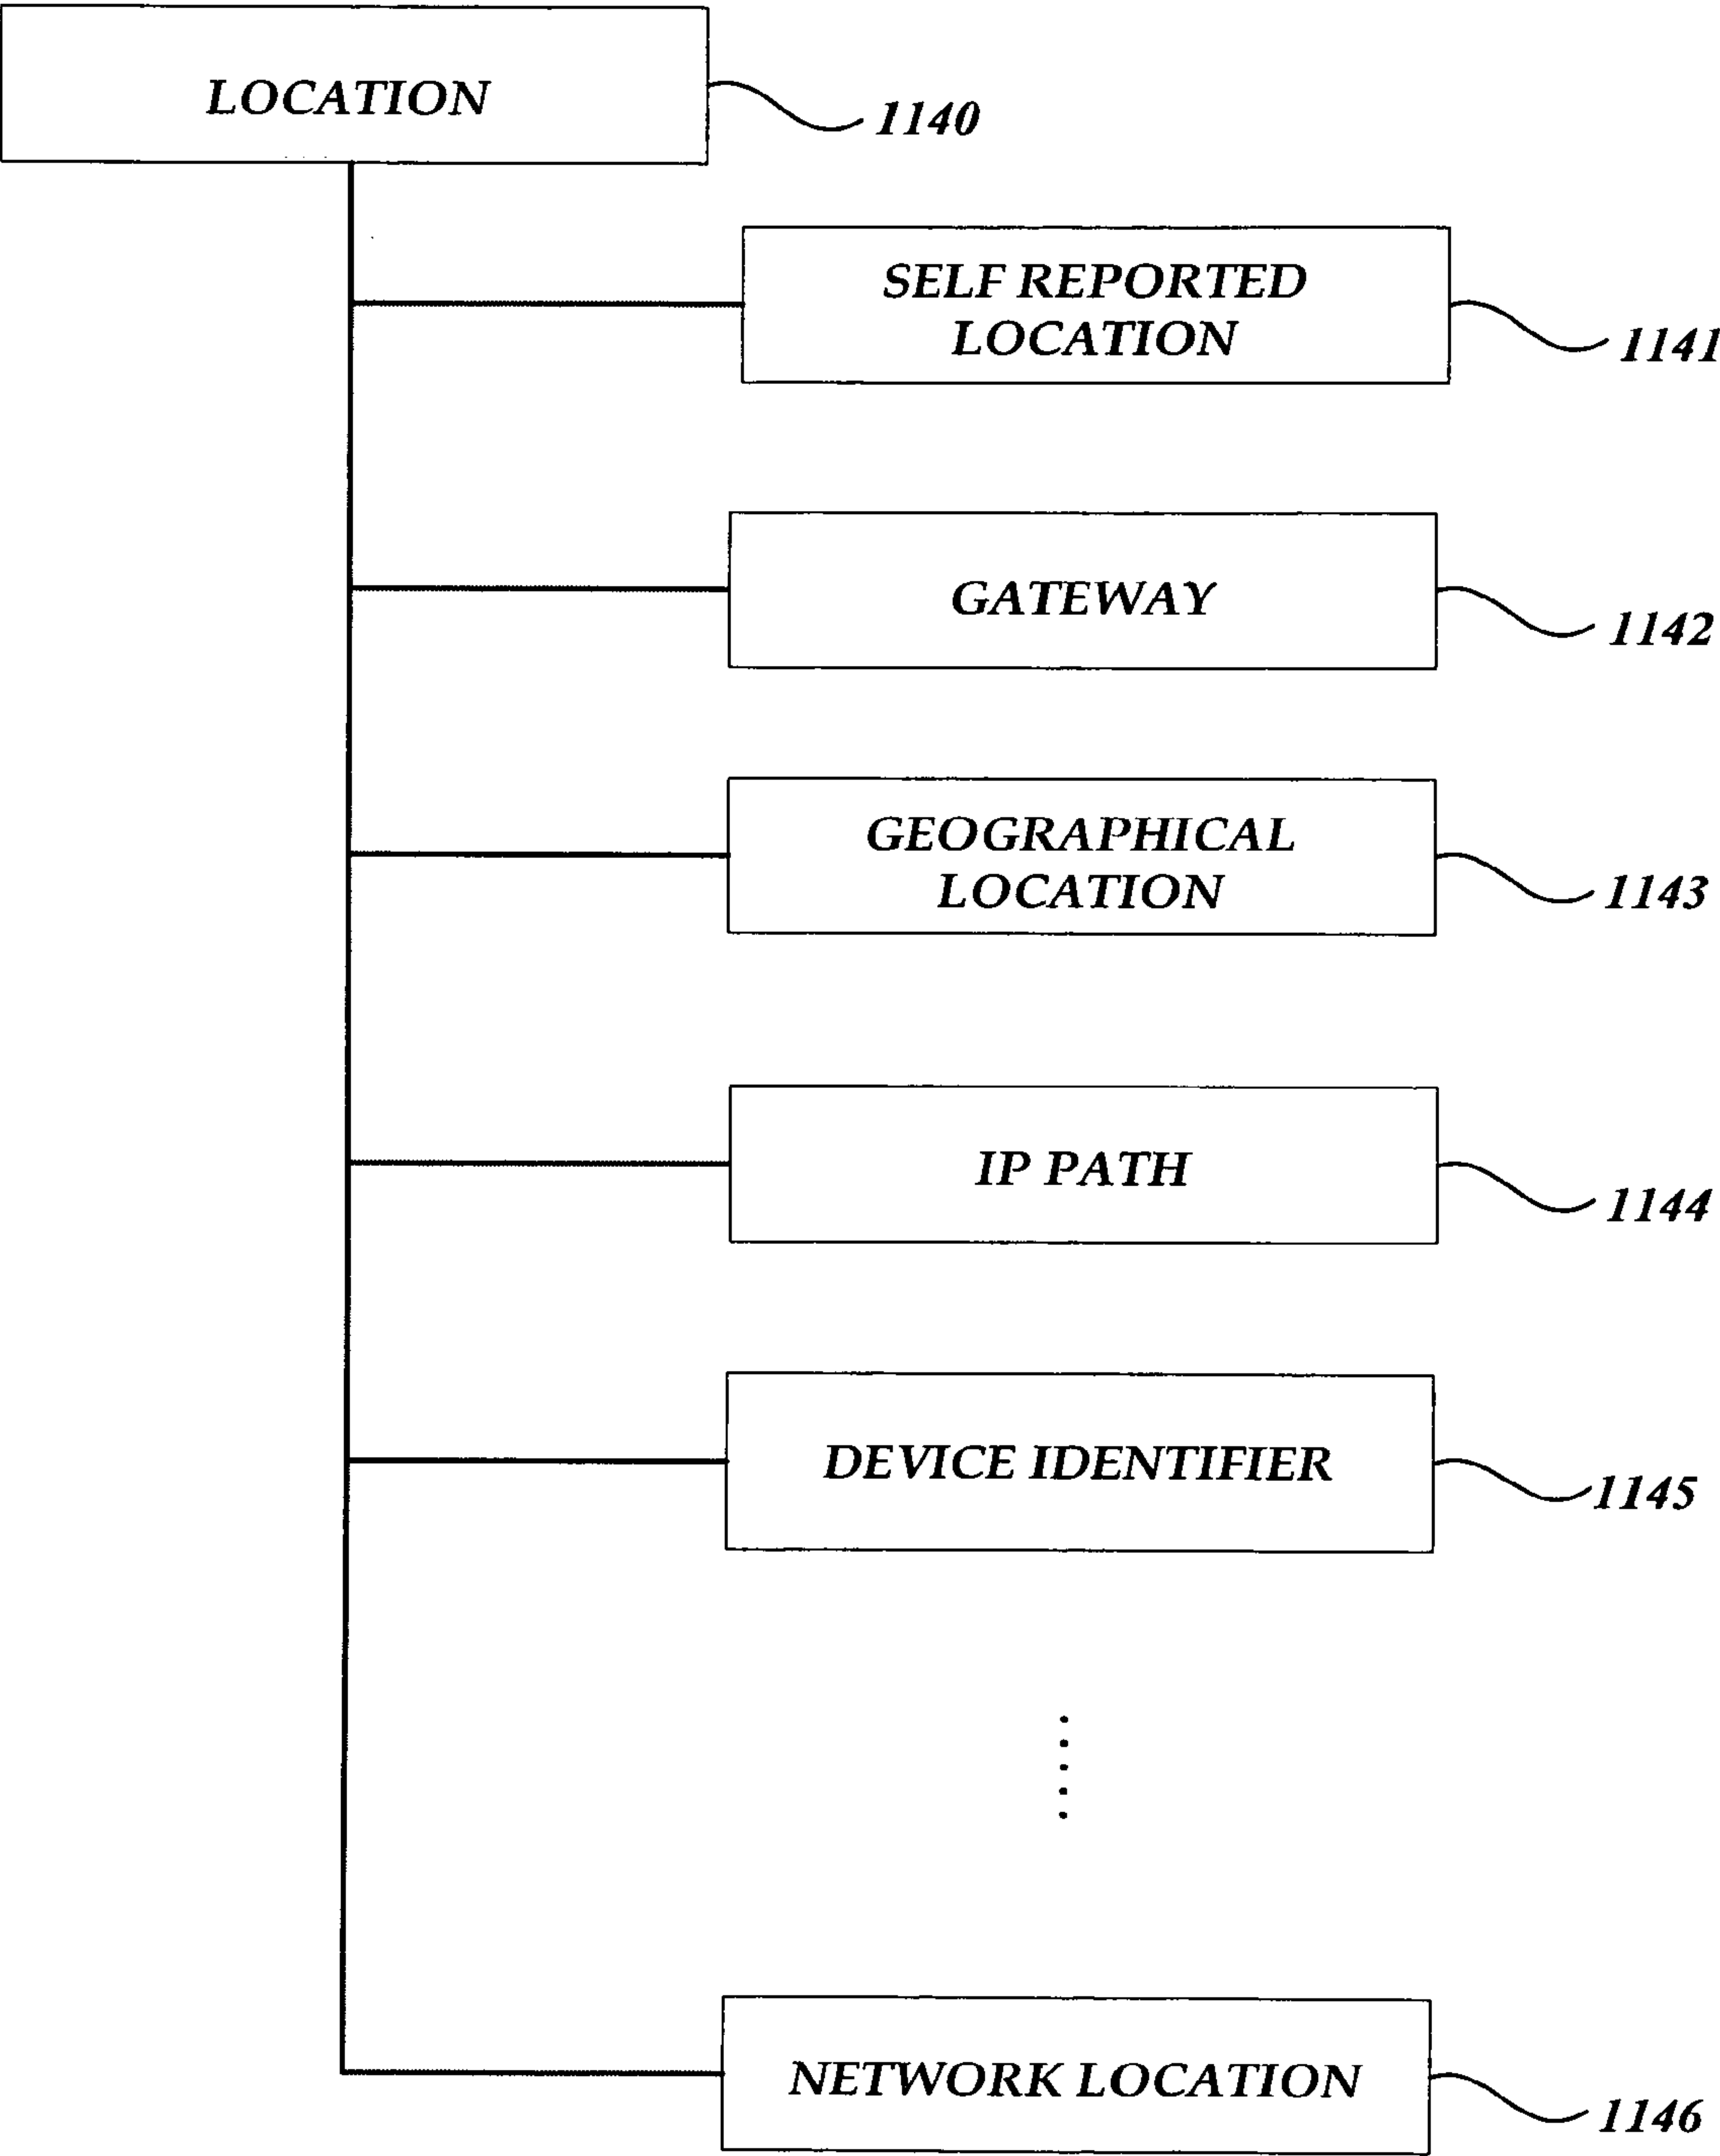 LOCATION
1140
SELF REPORTED
LOCATION
1141
GATEWAY
1142
GEOGRAPHICAL
LOCATION
1143
IP PATH
1144
DEVICE IDENTIFIER
1145
NETWORK LOCATION
1146